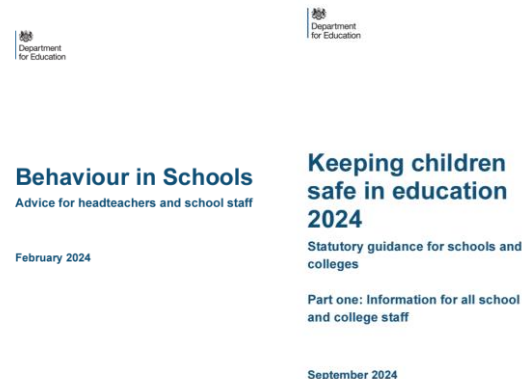 Department
for Education
Behaviour in Schools
Advice for headteachers and school staff
February 2024
Department
for Education
Keeping children
safe in education
2024
Statutory guidance for schools and
colleges
Part one: Information for all school
and college staff
September 2024